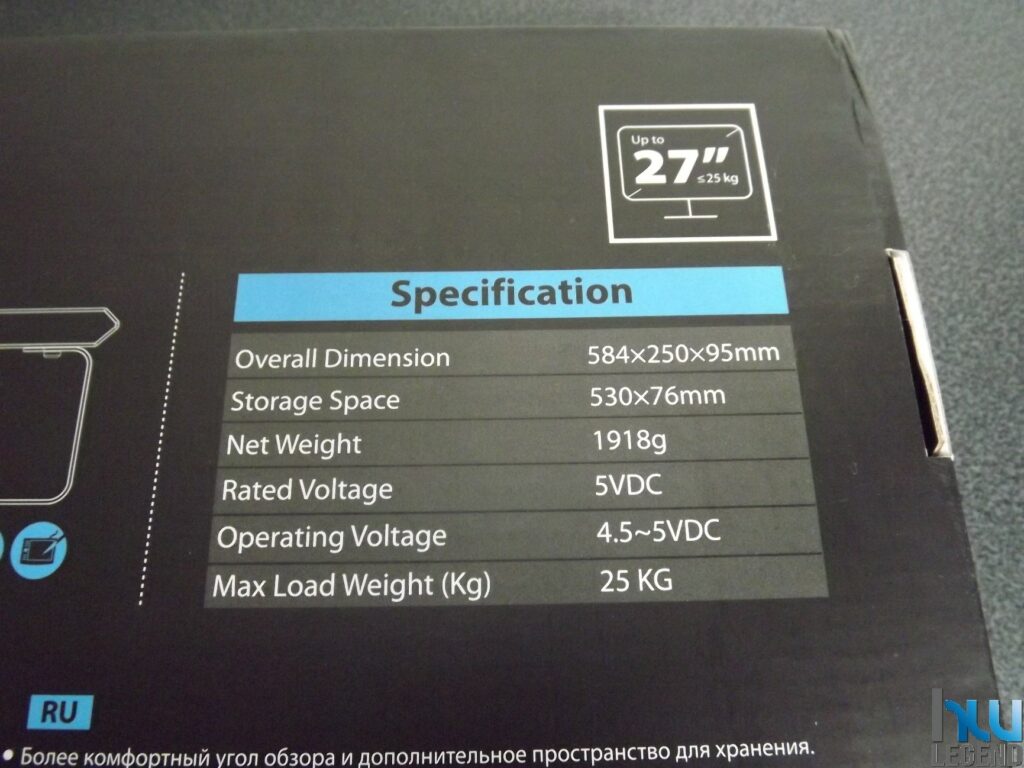 Up to
27”
≤25 kg
Specification
Overall Dimension 584×250×95mm
Storage Space 530×76mm
Net Weight 1918g
Rated Voltage 5VDC
Operating Voltage 4.5~5VDC
Max Load Weight (Kg) 25 KG
RU
• Более комфортный угол обзора и дополнительное пространство для хранения.
LEGEND